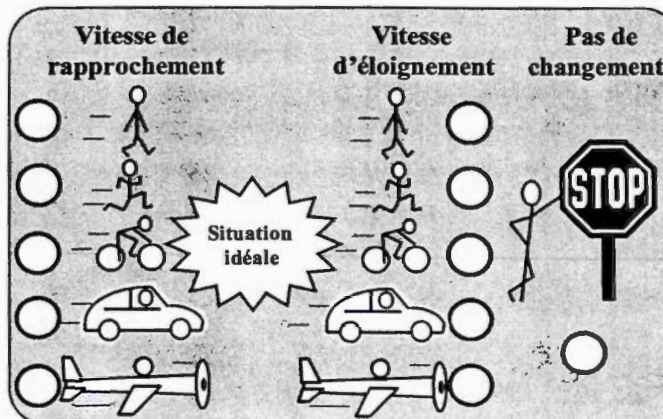 Vitesse de
rapprochement
Vitesse
d'éloignement
Pas de
changement
Situation
idéale
STOP